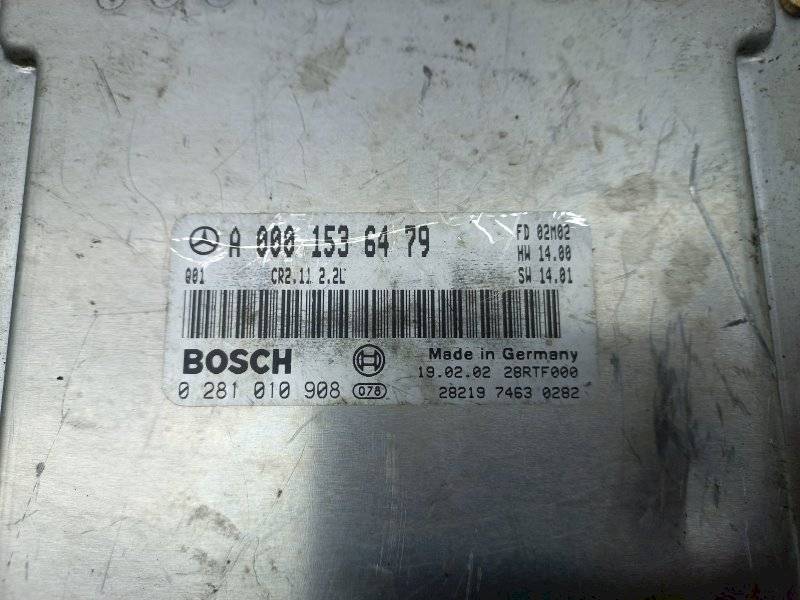 A 000 153 64 79
FD 02M02
HW 14.00
Q01 CR2.11 2.2L SW 14.01
BOSCH Made in Germany
19.02.02 28RTF000
0 281 010 908 078
28219 7463 0282